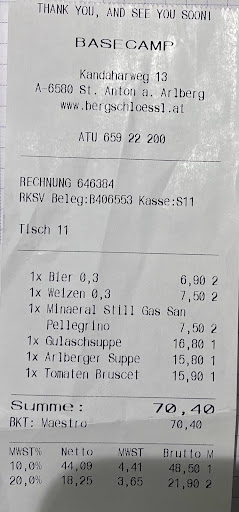 THANK YOU, AND SEE YOU SOON!
BASECAMP
Kandaharweg 13
A-6580 St. Anton a. Arlberg
www.bergschloessl.at
ATU 659 22 200
RECHNUNG 646384
RKSV Beleg:B406553 Kasse:S11
Tisch 11
1x Bier 0,3 6,90 2
1x Weizen 0,3 7,50 2
1x Minaeral Still Gas San
Pellegrino 7,50 2
1x Gulaschsuppe 16,80 1
1x Arlberger Suppe 15,80 1
1x Tomaten Bruscet 15,90 1
Summe: 70,40
BKT: Maestro 70,40
MWST% Netto MWST Brutto M
10,0% 44,09 4,41 48,50 1
20,0% 18,25 3,65 21,90 2